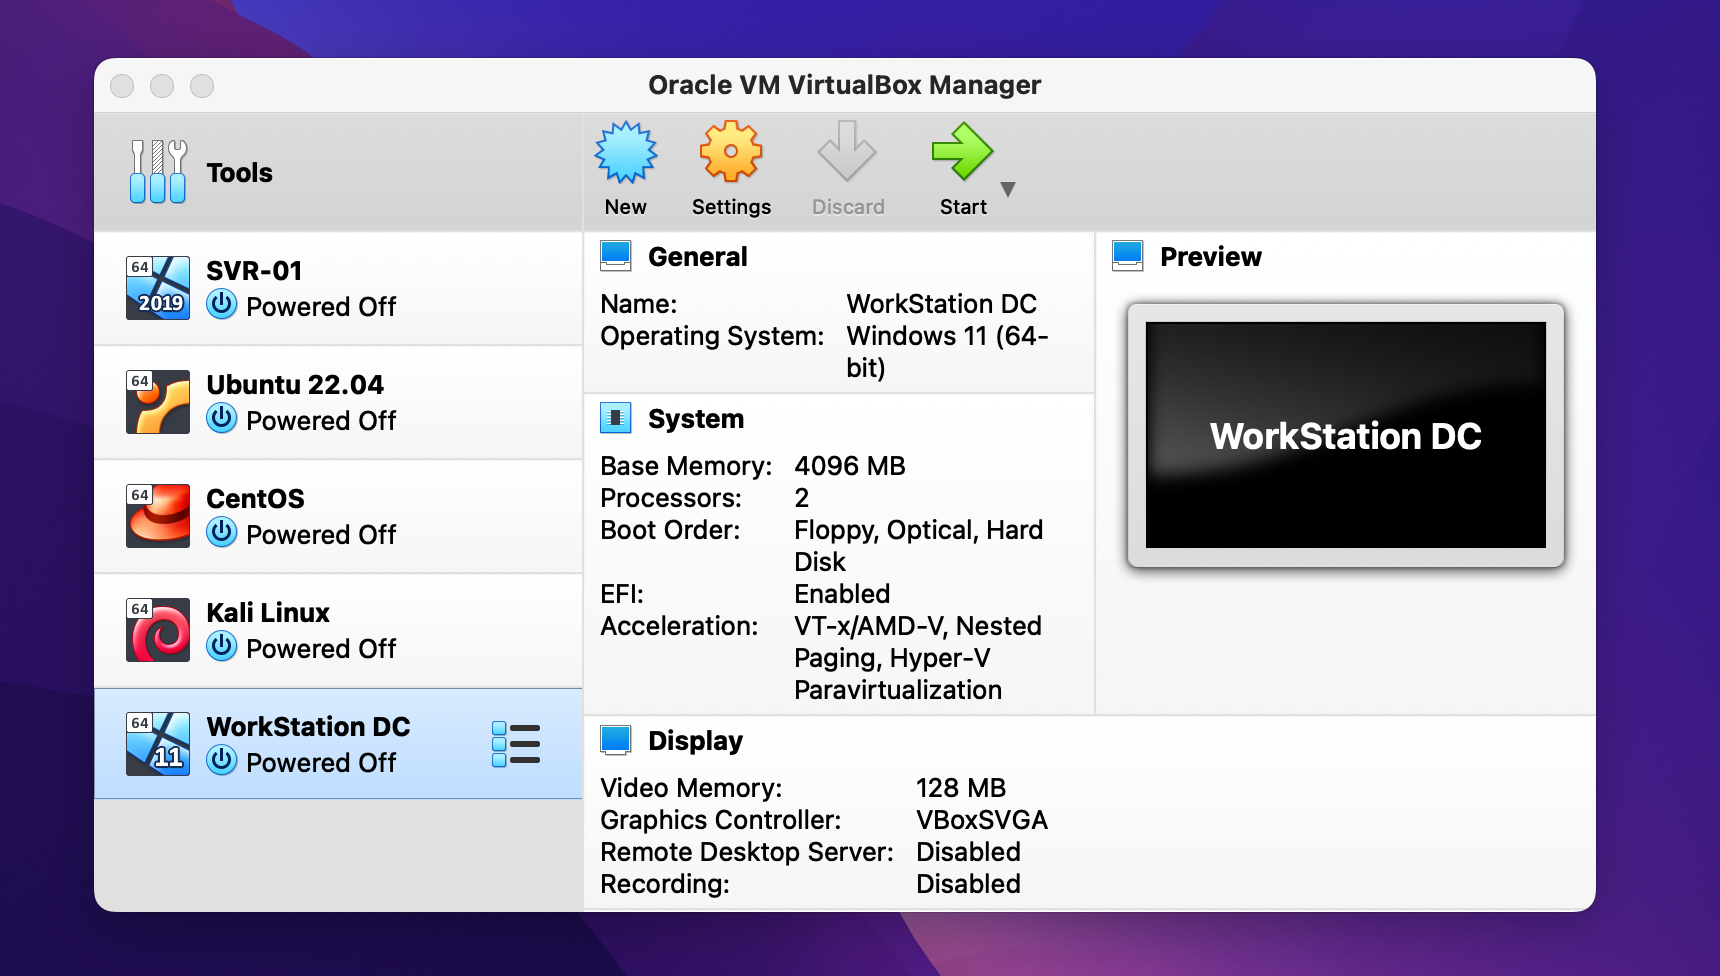 Oracle VM VirtualBox Manager
Tools
New
Settings
Discard
Start
64
2019
SVR-01
Powered Off
64
Ubuntu 22.04
Powered Off
64
CentOS
Powered Off
64
Kali Linux
Powered Off
64
11
WorkStation DC
Powered Off
General
Name: WorkStation DC
Operating System: Windows 11 (64-
bit)
System
Base Memory: 4096 MB
Processors: 2
Boot Order: Floppy, Optical, Hard
Disk
EFI: Enabled
Acceleration: VT-x/AMD-V, Nested
Paging, Hyper-V
Paravirtualization
Preview
WorkStation DC
Display
Video Memory: 128 MB
Graphics Controller: VBoxSVGA
Remote Desktop Server: Disabled
Recording: Disabled